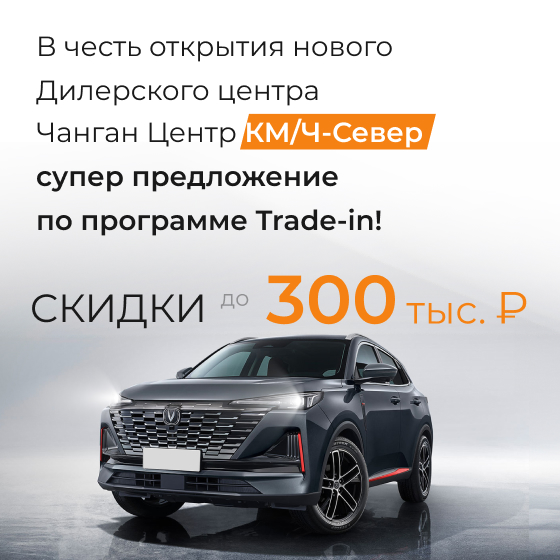 В честь открытия нового
Дилерского центра
Чанган Центр КМ/Ч-Север
супер предложение
по программе Trade-in!
СКИДКИ до 300 тыс. ₽